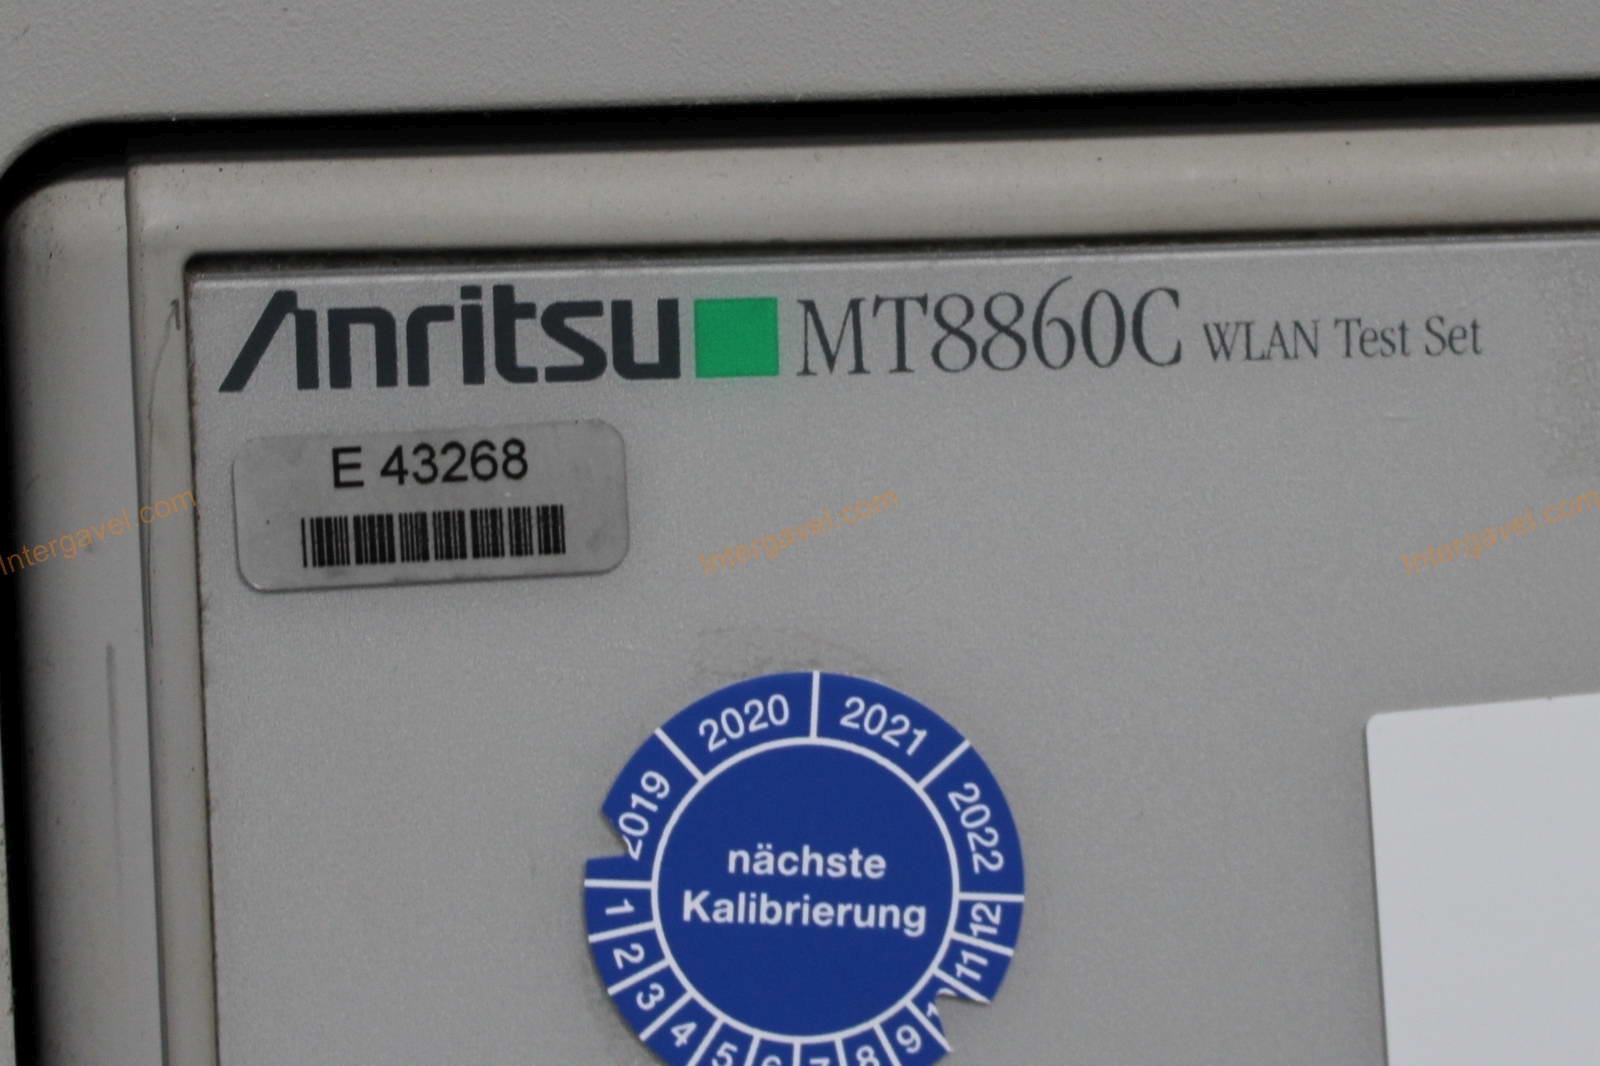 Anritsu MT8860C WLAN Test Set
E 43268
Intergavel.com
Intergavel.com
Intergavel.com
2019 2020 2021 2022
nächste
Kalibrierung
1 2 3 4 5 6 7 8 9 10 11 12